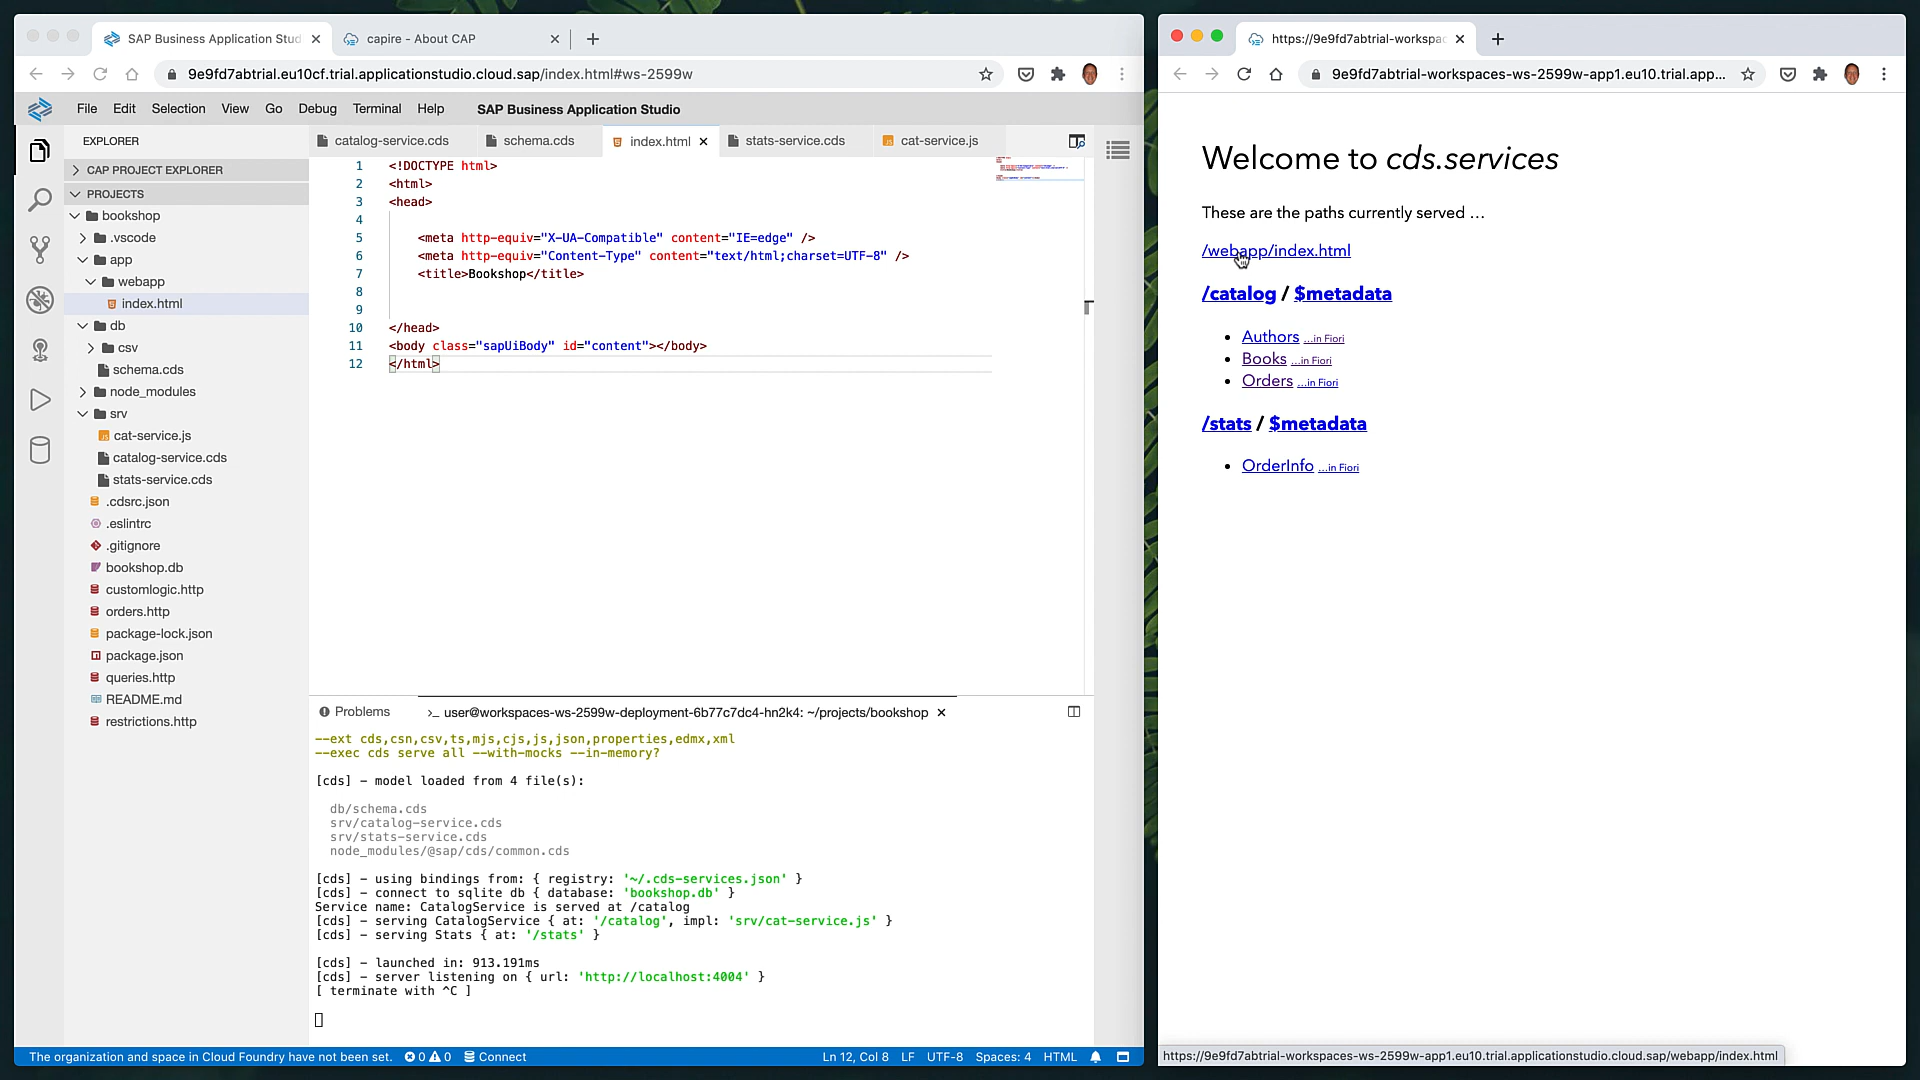 SAP Business Application Stud
capire - About CAP
9e9fd7abtrial.eu10cf.trial.applicationstudio.cloud.sap/index.html#ws-2599w
File Edit Selection View Go Debug Terminal Help SAP Business Application Studio
EXPLORER
CAP PROJECT EXPLORER
PROJECTS
bookshop
.vscode
app
webapp
index.html
db
csv
schema.cds
node_modules
srv
cat-service.js
catalog-service.cds
stats-service.cds
.cdsrc.json
.eslintrc
.gitignore
bookshop.db
customlogic.http
orders.http
package-lock.json
package.json
queries.http
README.md
restrictions.http
catalog-service.cds schema.cds index.html stats-service.cds cat-service.js
1 <!DOCTYPE html>
2 <html>
3 <head>
4
5 <meta http-equiv="X-UA-Compatible" content="IE=edge" />
6 <meta http-equiv="Content-Type" content="text/html;charset=UTF-8" />
7 <title>Bookshop</title>
8
9
10 </head>
11 <body class="sapUiBody" id="content"></body>
12 </html>
Problems >_ user@workspaces-ws-2599w-deployment-6b77c7dc4-hn2k4: ~/projects/bookshop
--ext cds,csn,csv,ts,mjs,cjs,js,json,properties,edmx,xml
--exec cds serve all --with-mocks --in-memory?
[cds] - model loaded from 4 file(s):
db/schema.cds
srv/catalog-service.cds
srv/stats-service.cds
node_modules/@sap/cds/common.cds
[cds] - using bindings from: { registry: '~/.cds-services.json' }
[cds] - connect to sqlite db { database: 'bookshop.db' }
Service name: CatalogService is served at /catalog
[cds] - serving CatalogService { at: '/catalog', impl: 'srv/cat-service.js' }
[cds] - serving Stats { at: '/stats' }
[cds] - launched in: 913.191ms
[cds] - server listening on { url: 'http://localhost:4004' }
[ terminate with ^C ]
The organization and space in Cloud Foundry have not been set. 0 0 Connect Ln 12, Col 8 LF UTF-8 Spaces: 4 HTML
https://9e9fd7abtrial-workspa
9e9fd7abtrial-workspaces-ws-2599w-app1.eu10.trial.app...
Welcome to cds.services
These are the paths currently served …
/webapp/index.html
/catalog / $metadata
Authors ...in Fiori
Books ...in Fiori
Orders ...in Fiori
/stats / $metadata
OrderInfo ...in Fiori
https://9e9fd7abtrial-workspaces-ws-2599w-app1.eu10.trial.applicationstudio.cloud.sap/webapp/index.html